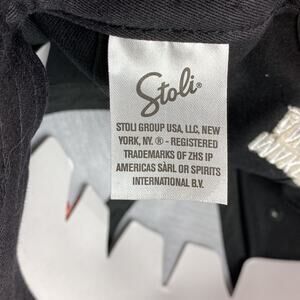 Stoli®
STOLI GROUP USA, LLC, NEW
YORK, NY. ® - REGISTERED
TRADEMARKS OF ZHS IP
AMERICAS SÀRL OR SPIRITS
INTERNATIONAL B.V.